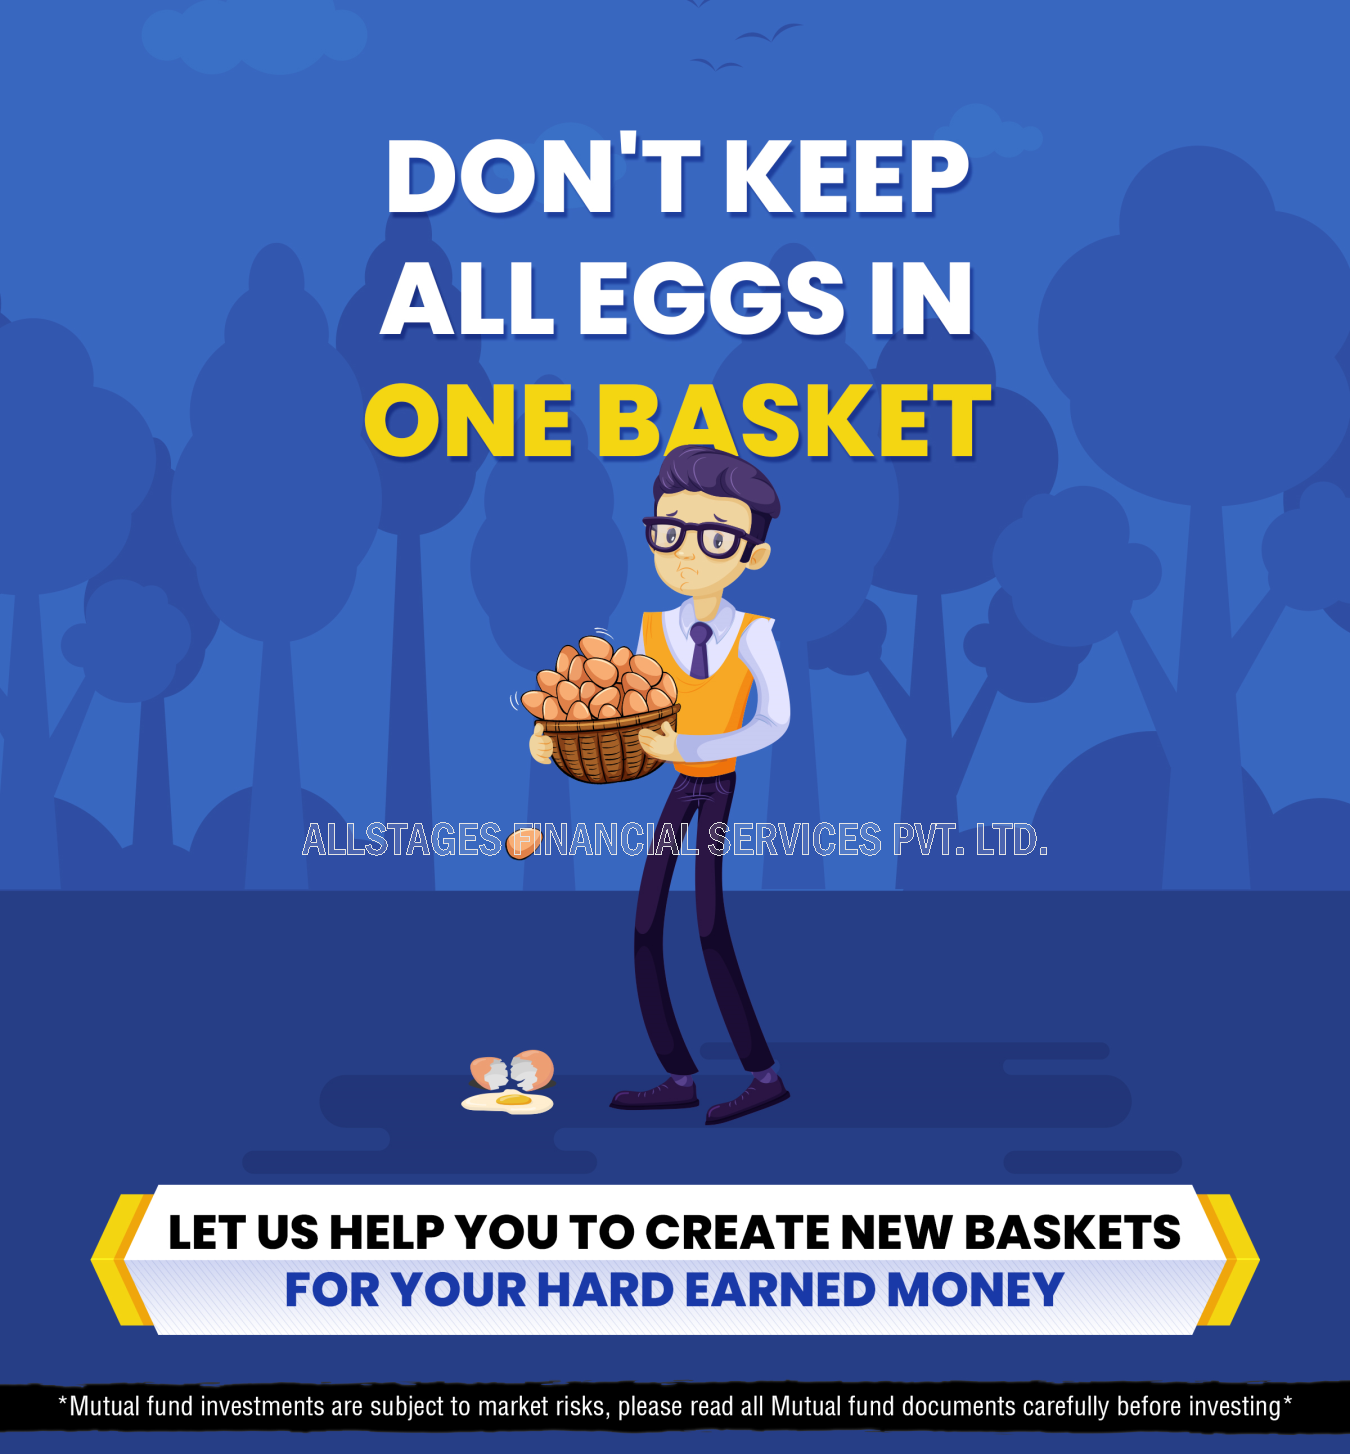 DON'T KEEP
ALL EGGS IN
ONE BASKET
ALLSTAGES FINANCIAL SERVICES PVT. LTD.
LET US HELP YOU TO CREATE NEW BASKETS
FOR YOUR HARD EARNED MONEY
*Mutual fund investments are subject to market risks, please read all Mutual fund documents carefully before investing*